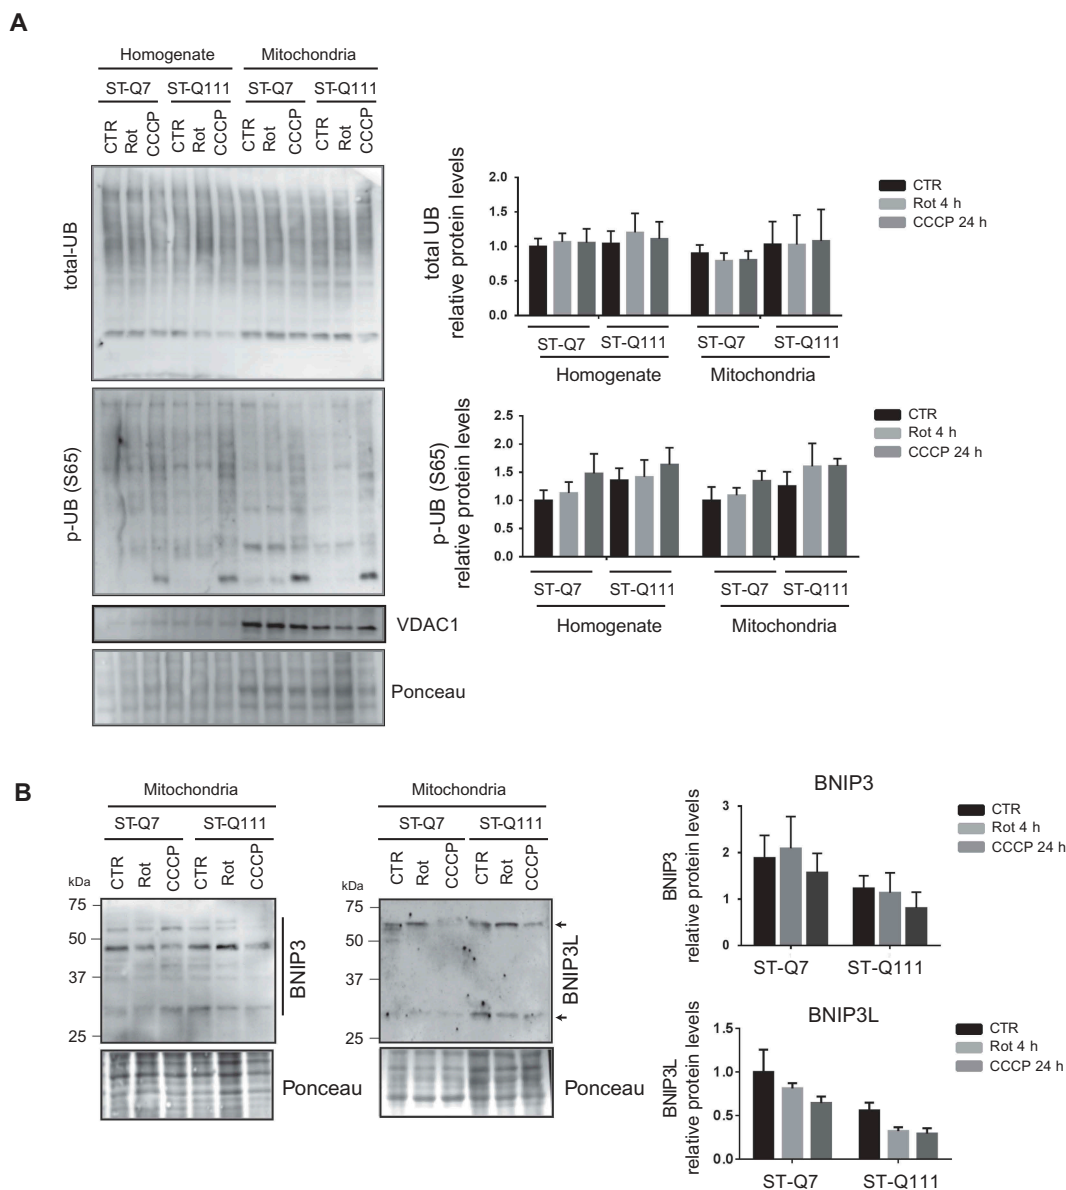 A
Homogenate Mitochondria
ST-Q7 ST-Q111 ST-Q7 ST-Q111
CTR Rot CCCP CTR Rot CCCP CTR Rot CCCP CTR Rot CCCP
total-UB
p-UB (S65)
VDAC1
Ponceau
total UB
relative protein levels
2.0
1.5
1.0
0.5
0.0
ST-Q7 ST-Q111 ST-Q7 ST-Q111
Homogenate Mitochondria
CTR
Rot 4 h
CCCP 24 h
p-UB (S65)
relative protein levels
2.5
2.0
1.5
1.0
0.5
0.0
ST-Q7 ST-Q111 ST-Q7 ST-Q111
Homogenate Mitochondria
CTR
Rot 4 h
CCCP 24 h
B
Mitochondria
ST-Q7 ST-Q111
CTR Rot CCCP CTR Rot CCCP
kDa
75
50
37
25
BNIP3
Ponceau
Mitochondria
ST-Q7 ST-Q111
CTR Rot CCCP CTR Rot CCCP
kDa
75
50
37
25
BNIP3L
Ponceau
BNIP3
BNIP3
relative protein levels
3
2
1
0
ST-Q7 ST-Q111
CTR
Rot 4 h
CCCP 24 h
BNIP3L
BNIP3L
relative protein levels
1.5
1.0
0.5
0.0
ST-Q7 ST-Q111
CTR
Rot 4 h
CCCP 24 h